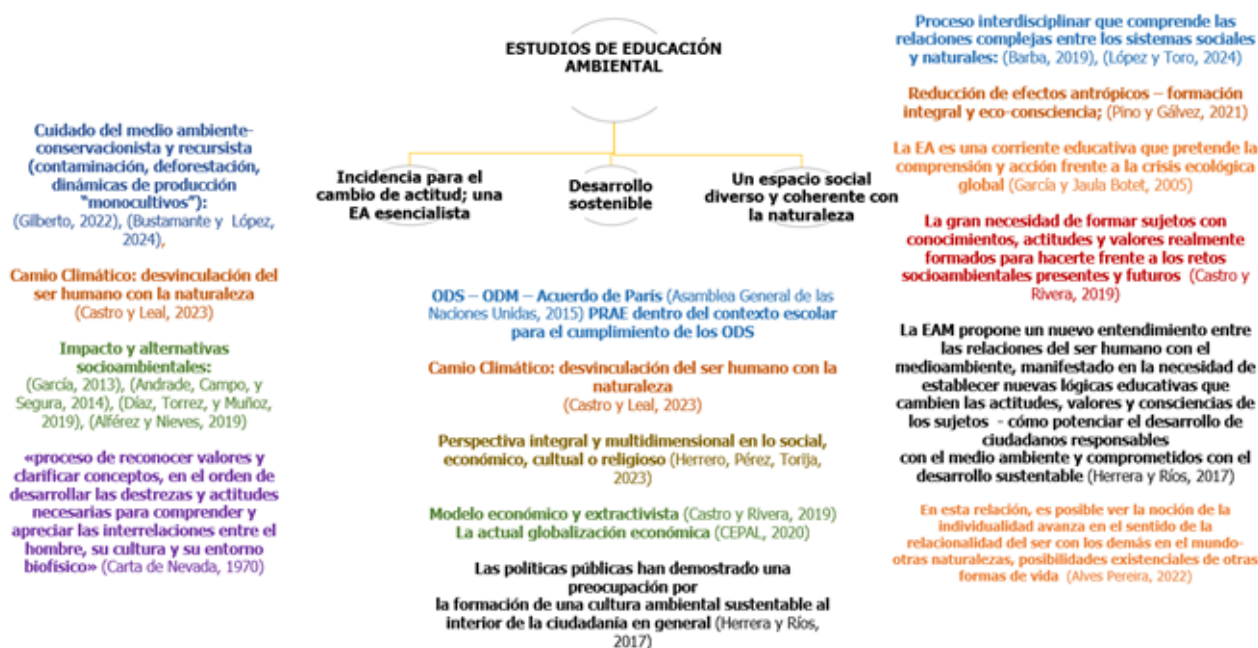 ESTUDIOS DE EDUCACIÓN
AMBIENTAL
Incidencia para el
cambio de actitud; una
EA esencialista
Desarrollo
sostenible
Un espacio social
diverso y coherente con
la naturaleza
Cuidado del medio ambiente-
conservacionista y recursista
(contaminación, deforestación,
dinámicas de producción
"monocultivos"):
(Gilberto, 2022), (Bustamante y López,
2024),
Camio Climático: desvinculación del
ser humano con la naturaleza
(Castro y Leal, 2023)
Impacto y alternativas
socioambientales:
(García, 2013), (Andrade, Campo, y
Segura, 2014), (Díaz, Torrez, y Muñoz,
2019), (Alférez y Nieves, 2019)
«proceso de reconocer valores y
clarificar conceptos, en el orden de
desarrollar las destrezas y actitudes
necesarias para comprender y
apreciar las interrelaciones entre el
hombre, su cultura y su entorno
biofísico» (Carta de Nevada, 1970)
ODS – ODM – Acuerdo de París (Asamblea General de las
Naciones Unidas, 2015) PRAE dentro del contexto escolar
para el cumplimiento de los ODS
Camio Climático: desvinculación del ser humano con la
naturaleza
(Castro y Leal, 2023)
Perspectiva integral y multidimensional en lo social,
económico, cultural o religioso (Herrero, Pérez, Torija,
2023)
Modelo económico y extractivista (Castro y Rivera, 2019)
La actual globalización económica (CEPAL, 2020)
Las políticas públicas han demostrado una
preocupación por
la formación de una cultura ambiental sustentable al
interior de la ciudadanía en general (Herrera y Ríos,
2017)
Proceso interdisciplinar que comprende las
relaciones complejas entre los sistemas sociales
y naturales: (Barba, 2019), (López y Toro, 2024)
Reducción de efectos antrópicos – formación
integral y eco-consciencia; (Pino y Gálvez, 2021)
La EA es una corriente educativa que pretende la
comprensión y acción frente a la crisis ecológica
global (García y Jaula Botet, 2005)
La gran necesidad de formar sujetos con
conocimientos, actitudes y valores realmente
formados para hacerte frente a los retos
socioambientales presentes y futuros (Castro y
Rivera, 2019)
La EAM propone un nuevo entendimiento entre
las relaciones del ser humano con el
medioambiente, manifestado en la necesidad de
establecer nuevas lógicas educativas que
cambien las actitudes, valores y consciencias de
los sujetos - cómo potenciar el desarrollo de
ciudadanos responsables
con el medio ambiente y comprometidos con el
desarrollo sustentable (Herrera y Ríos, 2017)
En esta relación, es posible ver la noción de la
individualidad avanza en el sentido de la
relacionalidad del ser con los demás en el mundo-
otras naturalezas, posibilidades existenciales de otras
formas de vida (Alves Pereira, 2022)